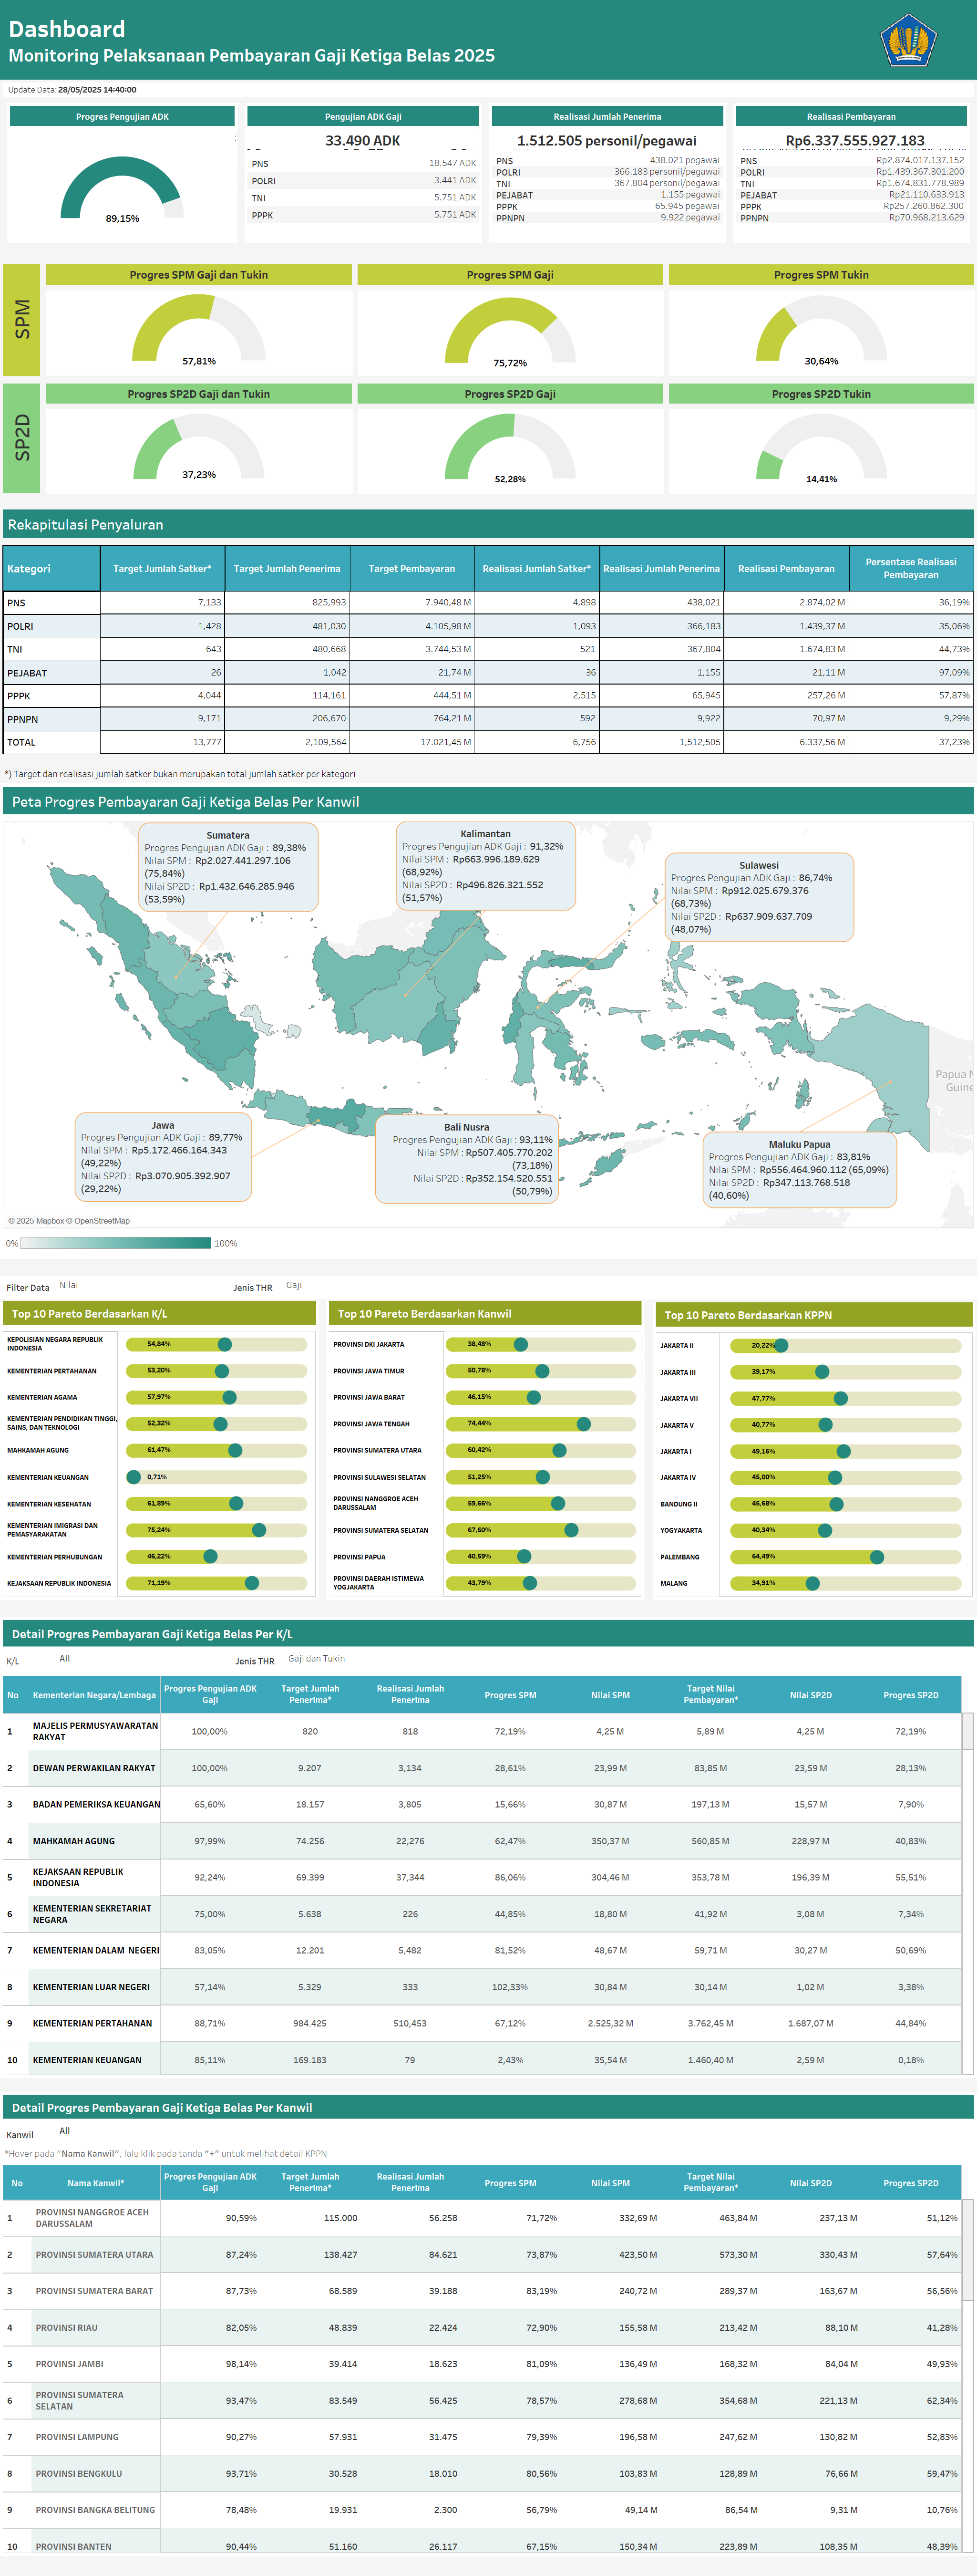 Dashboard
Monitoring Pelaksanaan Pembayaran Gaji Ketiga Belas 2025
Update Data: 28/05/2025 14:40:00
Progres Pengujian ADK
89,15%
Pengujian ADK Gaji
33.490 ADK
PNS 18.547 ADK
POLRI 3.441 ADK
TNI 5.751 ADK
PPPK 5.751 ADK
Realisasi Jumlah Penerima
1.512.505 personil/pegawai
PNS 438.021 pegawai
POLRI 366.183 personil/pegawai
TNI 367.804 personil/pegawai
PEJABAT 1.155 pegawai
PPPK 65.945 pegawai
PPNPN 9.922 pegawai
Realisasi Pembayaran
Rp6.337.555.927.183
PNS Rp2.874.017.137.152
POLRI Rp1.439.367.301.200
TNI Rp1.674.831.778.989
PEJABAT Rp21.110.633.913
PPPK Rp257.260.862.300
PPNPN Rp70.968.213.629
SPM
Progres SPM Gaji dan Tukin
57,81%
Progres SPM Gaji
75,72%
Progres SPM Tukin
30,64%
SP2D
Progres SP2D Gaji dan Tukin
37,23%
Progres SP2D Gaji
52,28%
Progres SP2D Tukin
14,41%
Rekapitulasi Penyaluran
Kategori Target Jumlah Satker* Target Jumlah Penerima Target Pembayaran Realisasi Jumlah Satker* Realisasi Jumlah Penerima Realisasi Pembayaran Persentase Realisasi Pembayaran
PNS 7,133 825,993 7.940,48 M 4,898 438,021 2.874,02 M 36,19%
POLRI 1,428 481,030 4.105,98 M 1,093 366,183 1.439,37 M 35,06%
TNI 643 480,668 3.744,53 M 521 367,804 1.674,83 M 44,73%
PEJABAT 26 1,042 21,74 M 36 1,155 21,11 M 97,09%
PPPK 4,044 114,161 444,51 M 2,515 65,945 257,26 M 57,87%
PPNPN 9,171 206,670 764,21 M 592 9,922 70,97 M 9,29%
TOTAL 13,777 2,109,564 17.021,45 M 6,756 1,512,505 6.337,56 M 37,23%
*) Target dan realisasi jumlah satker bukan merupakan total jumlah satker per kategori
Peta Progres Pembayaran Gaji Ketiga Belas Per Kanwil
Sumatera
Progres Pengujian ADK Gaji : 89,38%
Nilai SPM : Rp2.027.441.297.106
(75,84%)
Nilai SP2D : Rp1.432.646.285.946
(53,59%)
Kalimantan
Progres Pengujian ADK Gaji : 91,32%
Nilai SPM : Rp663.996.189.629
(68,92%)
Nilai SP2D : Rp496.826.321.552
(51,57%)
Sulawesi
Progres Pengujian ADK Gaji : 86,74%
Nilai SPM : Rp912.025.679.376
(68,73%)
Nilai SP2D : Rp637.909.637.709
(48,07%)
Papua N
Guine
Jawa
Progres Pengujian ADK Gaji : 89,77%
Nilai SPM : Rp5.172.466.164.343
(49,22%)
Nilai SP2D : Rp3.070.905.392.907
(29,22%)
Bali Nusra
Progres Pengujian ADK Gaji : 93,11%
Nilai SPM : Rp507.405.770.202
(73,18%)
Nilai SP2D : Rp352.154.520.551
(50,79%)
Maluku Papua
Progres Pengujian ADK Gaji : 83,81%
Nilai SPM : Rp556.464.960.112 (65,09%)
Nilai SP2D : Rp347.113.768.518
(40,60%)
© 2025 Mapbox © OpenStreetMap
0% 100%
Filter Data Nilai Jenis THR Gaji
Top 10 Pareto Berdasarkan K/L
KEPOLISIAN NEGARA REPUBLIK INDONESIA 54,84%
KEMENTERIAN PERTAHANAN 53,20%
KEMENTERIAN AGAMA 57,97%
KEMENTERIAN PENDIDIKAN TINGGI, SAINS, DAN TEKNOLOGI 52,32%
MAHKAMAH AGUNG 61,47%
KEMENTERIAN KEUANGAN 0,71%
KEMENTERIAN KESEHATAN 61,89%
KEMENTERIAN IMIGRASI DAN PEMASYARAKATAN 75,24%
KEMENTERIAN PERHUBUNGAN 46,22%
KEJAKSAAN REPUBLIK INDONESIA 71,19%
Top 10 Pareto Berdasarkan Kanwil
PROVINSI DKI JAKARTA 38,48%
PROVINSI JAWA TIMUR 50,78%
PROVINSI JAWA BARAT 46,15%
PROVINSI JAWA TENGAH 74,44%
PROVINSI SUMATERA UTARA 60,42%
PROVINSI SULAWESI SELATAN 51,25%
PROVINSI NANGGROE ACEH DARUSSALAM 59,66%
PROVINSI SUMATERA SELATAN 67,60%
PROVINSI PAPUA 40,59%
PROVINSI DAERAH ISTIMEWA YOGJAKARTA 43,79%
Top 10 Pareto Berdasarkan KPPN
JAKARTA II 20,22%
JAKARTA III 39,17%
JAKARTA VII 47,77%
JAKARTA V 40,77%
JAKARTA I 49,16%
JAKARTA IV 45,00%
BANDUNG II 45,68%
YOGYAKARTA 40,34%
PALEMBANG 64,49%
MALANG 34,91%
Detail Progres Pembayaran Gaji Ketiga Belas Per K/L
K/L All Jenis THR Gaji dan Tukin
No Kementerian Negara/Lembaga Progres Pengujian ADK Gaji Target Jumlah Penerima* Realisasi Jumlah Penerima Progres SPM Nilai SPM Target Nilai Pembayaran* Nilai SP2D Progres SP2D
1 MAJELIS PERMUSYAWARATAN RAKYAT 100,00% 820 818 72,19% 4,25 M 5,89 M 4,25 M 72,19%
2 DEWAN PERWAKILAN RAKYAT 100,00% 9.207 3,134 28,61% 23,99 M 83,85 M 23,59 M 28,13%
3 BADAN PEMERIKSA KEUANGAN 65,60% 18.157 3,805 15,66% 30,87 M 197,13 M 15,57 M 7,90%
4 MAHKAMAH AGUNG 97,99% 74.256 22,276 62,47% 350,37 M 560,85 M 228,97 M 40,83%
5 KEJAKSAAN REPUBLIK INDONESIA 92,24% 69.399 37,344 86,06% 304,46 M 353,78 M 196,39 M 55,51%
6 KEMENTERIAN SEKRETARIAT NEGARA 75,00% 5.638 226 44,85% 18,80 M 41,92 M 3,08 M 7,34%
7 KEMENTERIAN DALAM NEGERI 83,05% 12.201 5,482 81,52% 48,67 M 59,71 M 30,27 M 50,69%
8 KEMENTERIAN LUAR NEGERI 57,14% 5.329 333 102,33% 30,84 M 30,14 M 1,02 M 3,38%
9 KEMENTERIAN PERTAHANAN 88,71% 984.425 510,453 67,12% 2.525,32 M 3.762,45 M 1.687,07 M 44,84%
10 KEMENTERIAN KEUANGAN 85,11% 169.183 79 2,43% 35,54 M 1.460,40 M 2,59 M 0,18%
Detail Progres Pembayaran Gaji Ketiga Belas Per Kanwil
Kanwil All
*Hover pada "Nama Kanwil", lalu klik pada tanda "+" untuk melihat detail KPPN
No Nama Kanwil* Progres Pengujian ADK Gaji Target Jumlah Penerima* Realisasi Jumlah Penerima Progres SPM Nilai SPM Target Nilai Pembayaran* Nilai SP2D Progres SP2D
1 PROVINSI NANGGROE ACEH DARUSSALAM 90,59% 115.000 56.258 71,72% 332,69 M 463,84 M 237,13 M 51,12%
2 PROVINSI SUMATERA UTARA 87,24% 138.427 84.621 73,87% 423,50 M 573,30 M 330,43 M 57,64%
3 PROVINSI SUMATERA BARAT 87,73% 68.589 39.188 83,19% 240,72 M 289,37 M 163,67 M 56,56%
4 PROVINSI RIAU 82,05% 48.839 22.424 72,90% 155,58 M 213,42 M 88,10 M 41,28%
5 PROVINSI JAMBI 98,14% 39.414 18.623 81,09% 136,49 M 168,32 M 84,04 M 49,93%
6 PROVINSI SUMATERA SELATAN 93,47% 83.549 56.425 78,57% 278,68 M 354,68 M 221,13 M 62,34%
7 PROVINSI LAMPUNG 90,27% 57.931 31.475 79,39% 196,58 M 247,62 M 130,82 M 52,83%
8 PROVINSI BENGKULU 93,71% 30.528 18.010 80,56% 103,83 M 128,89 M 76,66 M 59,47%
9 PROVINSI BANGKA BELITUNG 78,48% 19.931 2.300 56,79% 49,14 M 86,54 M 9,31 M 10,76%
10 PROVINSI BANTEN 90,44% 51.160 26.117 67,15% 150,34 M 223,89 M 108,35 M 48,39%